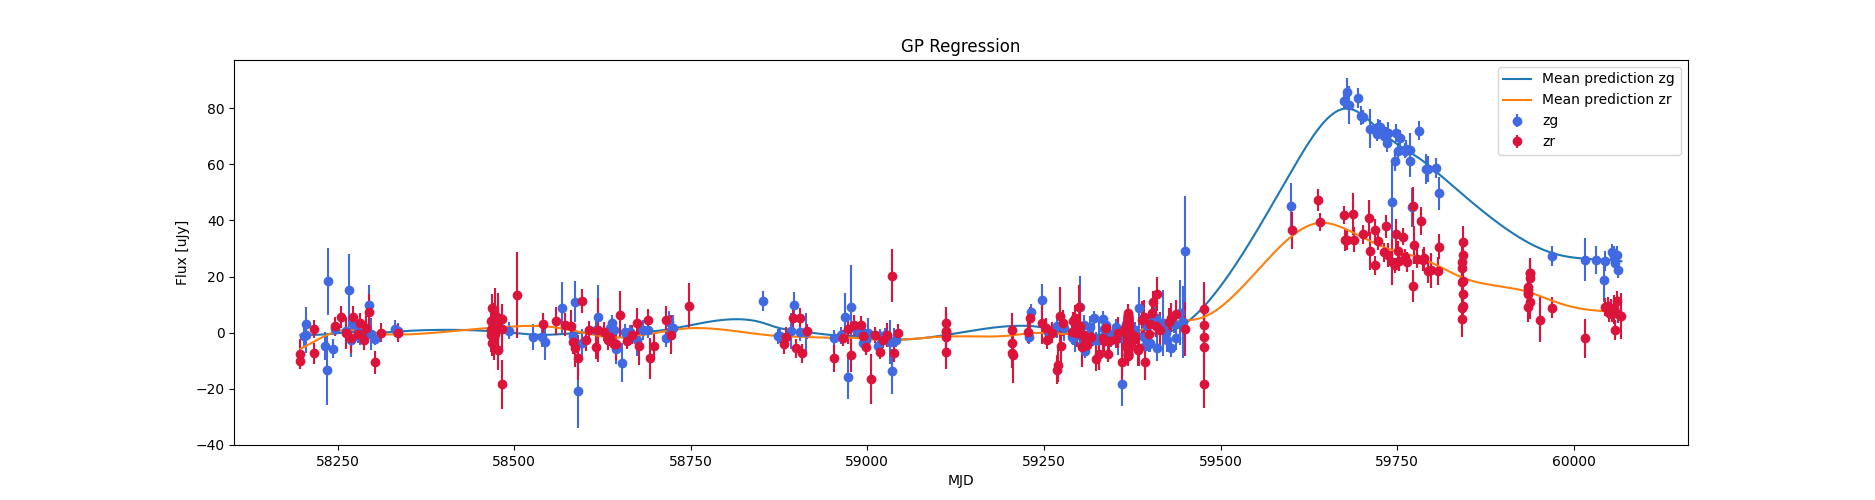 GP Regression
Flux [uJy]
80
60
40
20
0
−20
−40
58250 58500 58750 59000 59250 59500 59750 60000
MJD
Mean prediction zg
Mean prediction zr
zg
zr